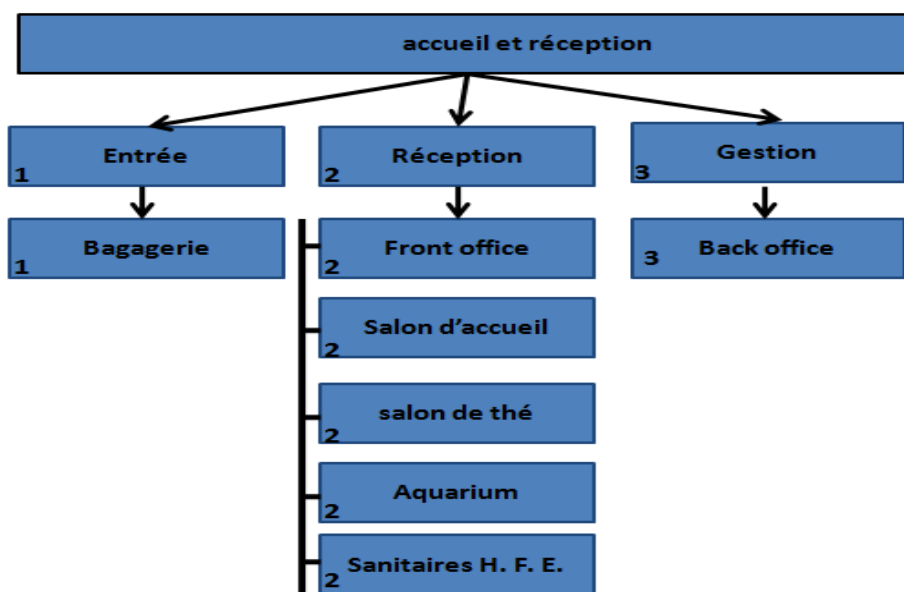 accueil et réception
Entrée
1
Réception
2
Gestion
3
Bagagerie
1
Front office
2
Back office
3
Salon d’accueil
2
salon de thé
2
Aquarium
2
Sanitaires H. F. E.
2